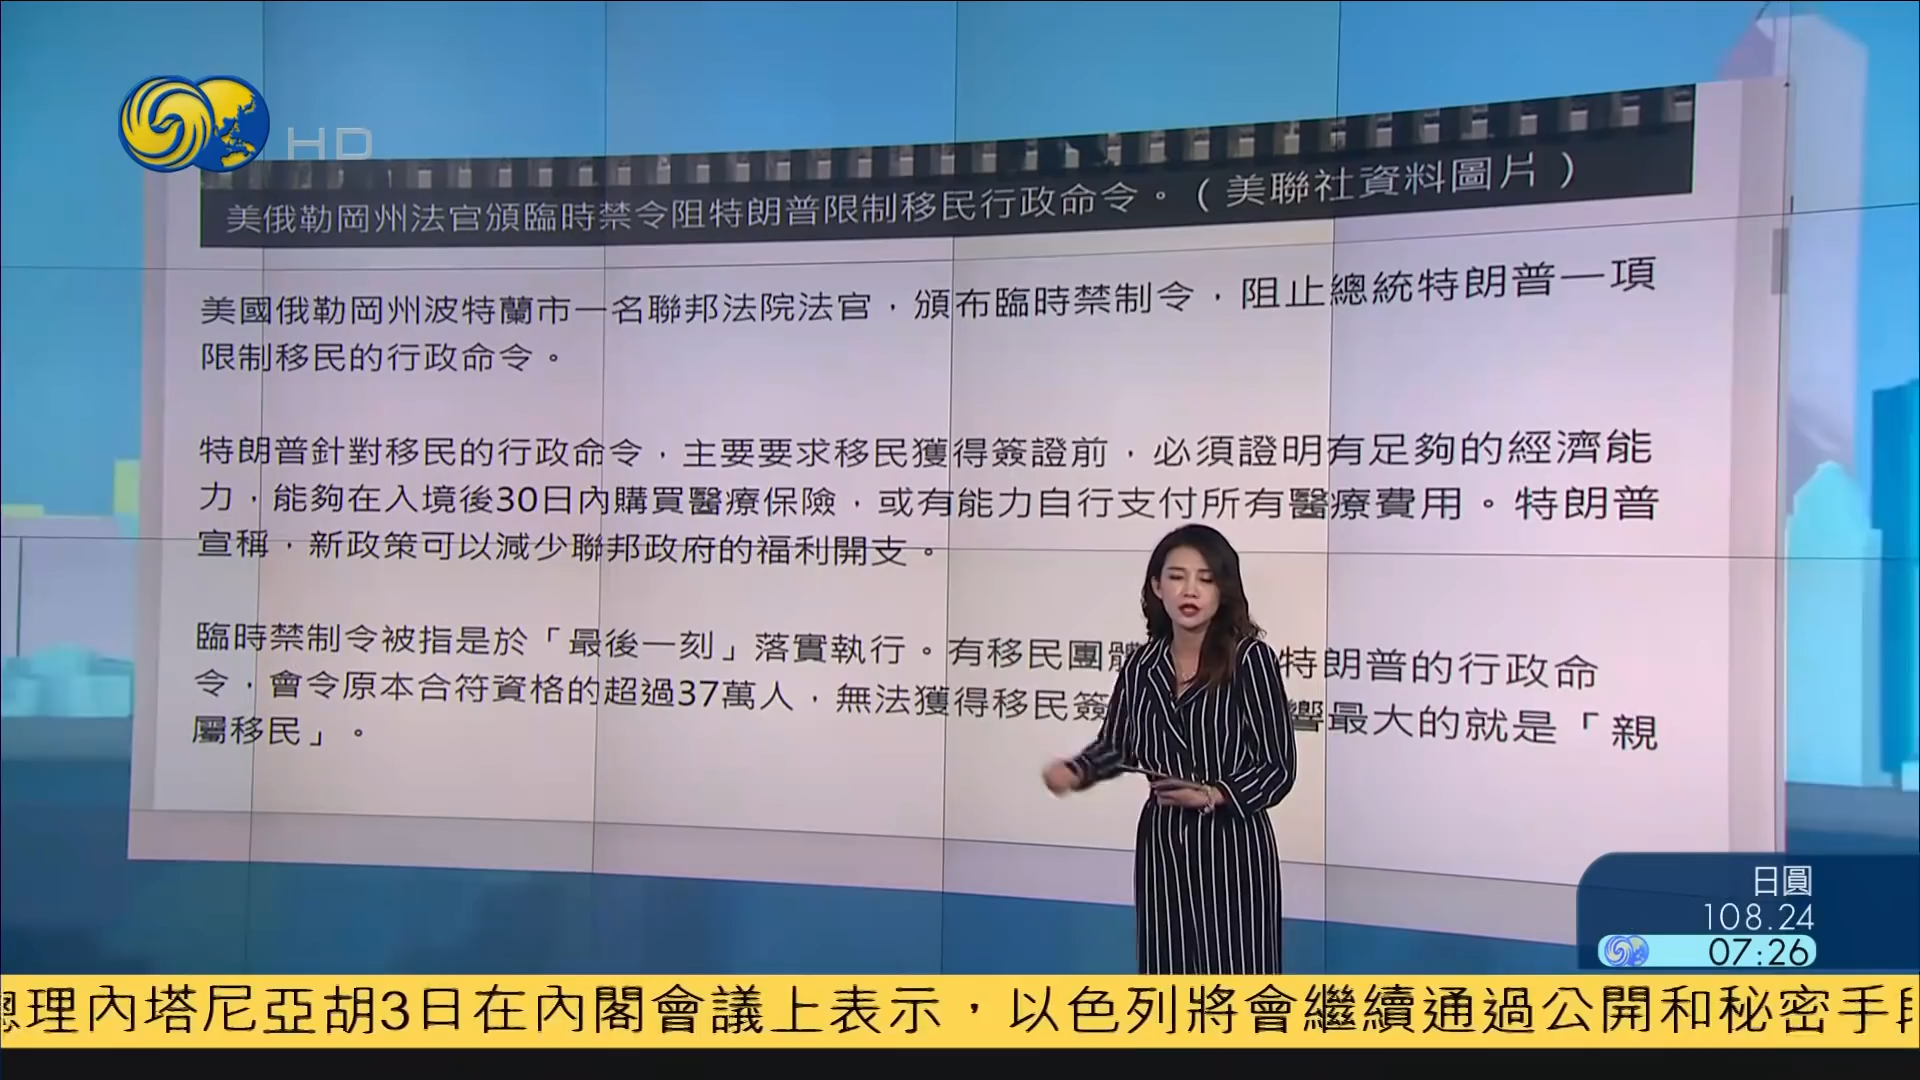 HD
美俄勒岡州法官頒臨時禁令阻特朗普限制移民行政命令。（美聯社資料圖片）
美國俄勒岡州波特蘭市一名聯邦法院法官，頒布臨時禁制令，阻止總統特朗普一項
限制移民的行政命令。
特朗普針對移民的行政命令，主要要求移民獲得簽證前，必須證明有足夠的經濟能
力，能夠在入境後30日內購買醫療保險，或有能力自行支付所有醫療費用。特朗普
宣稱，新政策可以減少聯邦政府的福利開支。
臨時禁制令被指是於「最後一刻」落實執行。有移民團體 特朗普的行政命
令，會令原本合符資格的超過37萬人，無法獲得移民簽 響最大的就是「親
屬移民」。
日圓
108.24
07:26
總理內塔尼亞胡3日在內閣會議上表示，以色列將會繼續通過公開和秘密手段